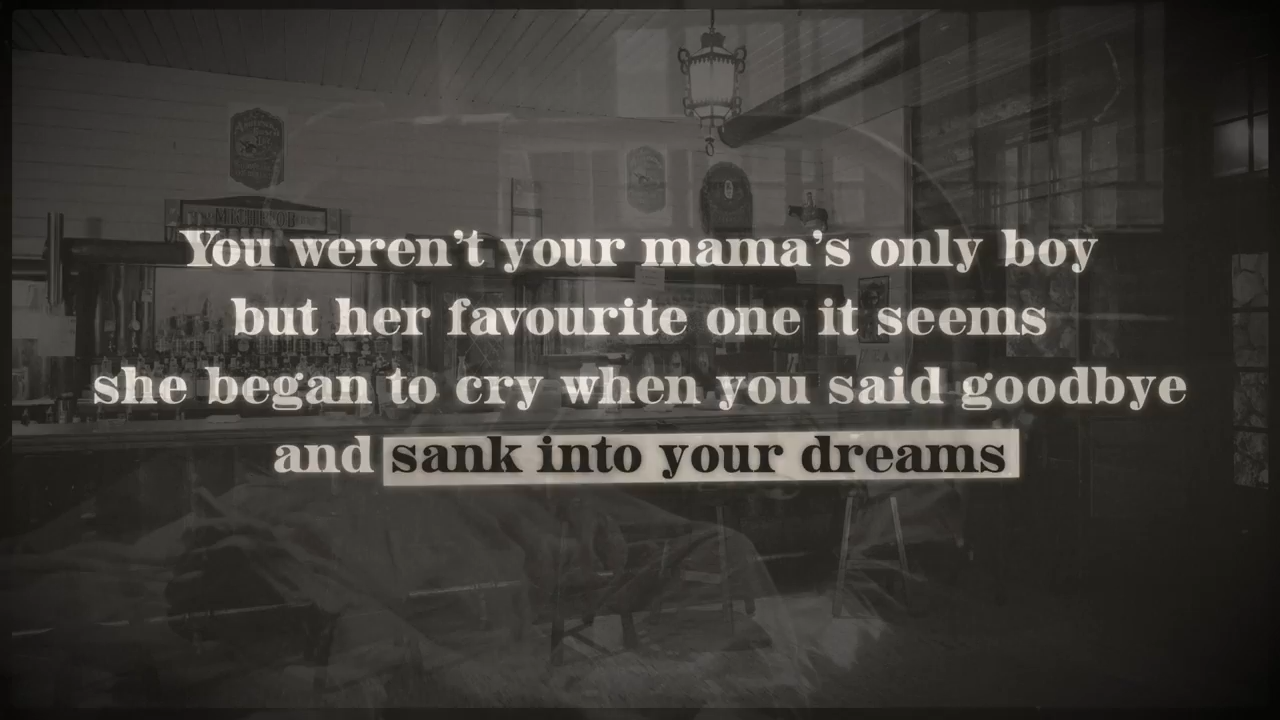 You weren't your mama's only boy
but her favourite one it seems
she began to cry when you said goodbye
and sank into your dreams